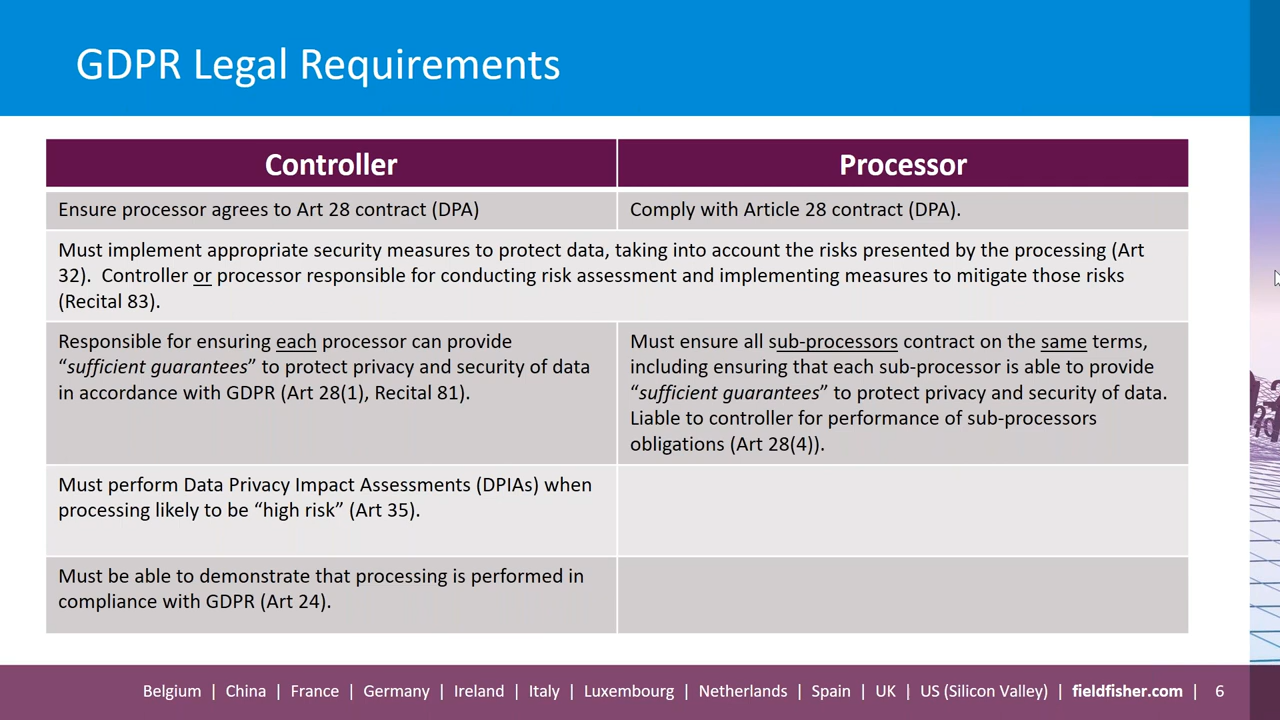 GDPR Legal Requirements
Controller
Processor
Ensure processor agrees to Art 28 contract (DPA)
Comply with Article 28 contract (DPA).
Must implement appropriate security measures to protect data, taking into account the risks presented by the processing (Art
32).  Controller or processor responsible for conducting risk assessment and implementing measures to mitigate those risks
(Recital 83).
Responsible for ensuring each processor can provide
“sufficient guarantees” to protect privacy and security of data
in accordance with GDPR (Art 28(1), Recital 81).
Must ensure all sub-processors contract on the same terms,
including ensuring that each sub-processor is able to provide
“sufficient guarantees” to protect privacy and security of data.
Liable to controller for performance of sub-processors
obligations (Art 28(4)).
Must perform Data Privacy Impact Assessments (DPIAs) when
processing likely to be “high risk” (Art 35).
Must be able to demonstrate that processing is performed in
compliance with GDPR (Art 24).
Belgium | China | France | Germany | Ireland | Italy | Luxembourg | Netherlands | Spain | UK | US (Silicon Valley) | fieldfisher.com | 6